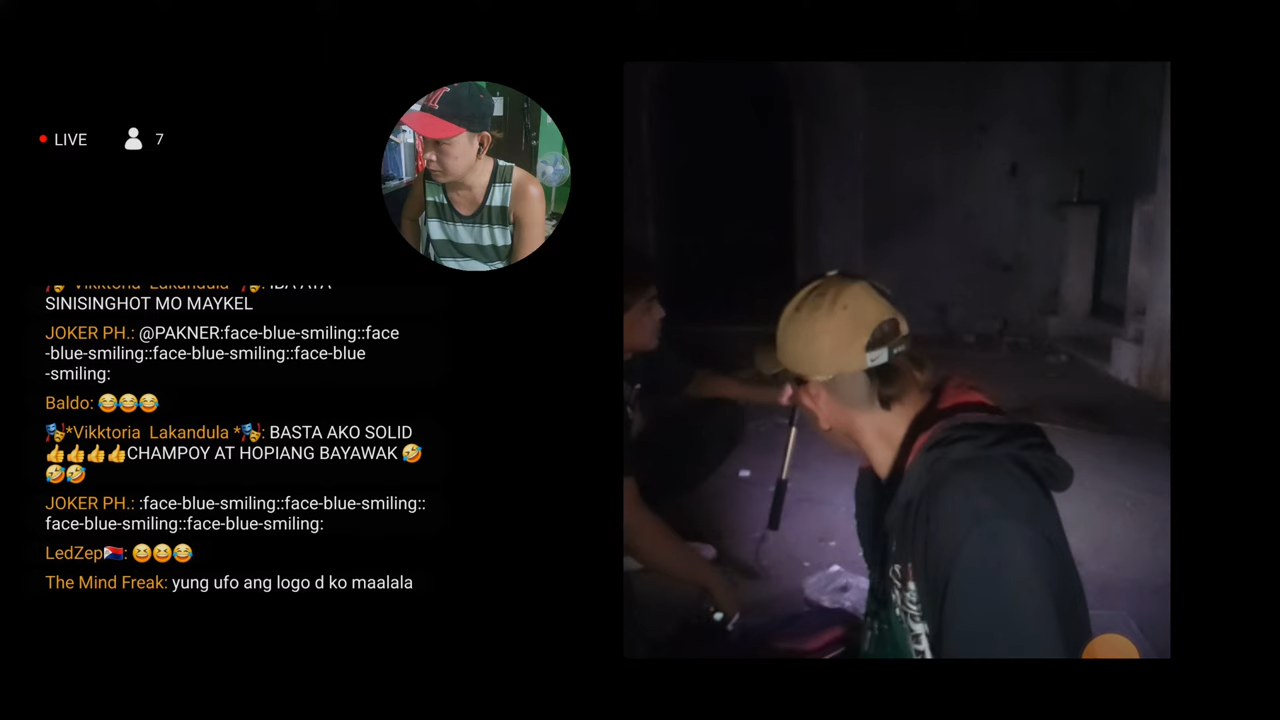 LIVE 7
🎭*Vikktoria Lakandula *🎭:
SINISINGHOT MO MAYKEL
JOKER PH.: @PAKNER:face-blue-smiling::face
-blue-smiling::face-blue-smiling::face-blue
-smiling:
Baldo: 😂😂😂
🎭*Vikktoria Lakandula *🎭: BASTA AKO SOLID
👍👍👍👍CHAMPOY AT HOPIANG BAYAWAK 🤣
🤣🤣
JOKER PH.: :face-blue-smiling::face-blue-smiling::
face-blue-smiling::face-blue-smiling:
LedZep🇵🇭: 😆😆😂
The Mind Freak: yung ufo ang logo d ko maalala